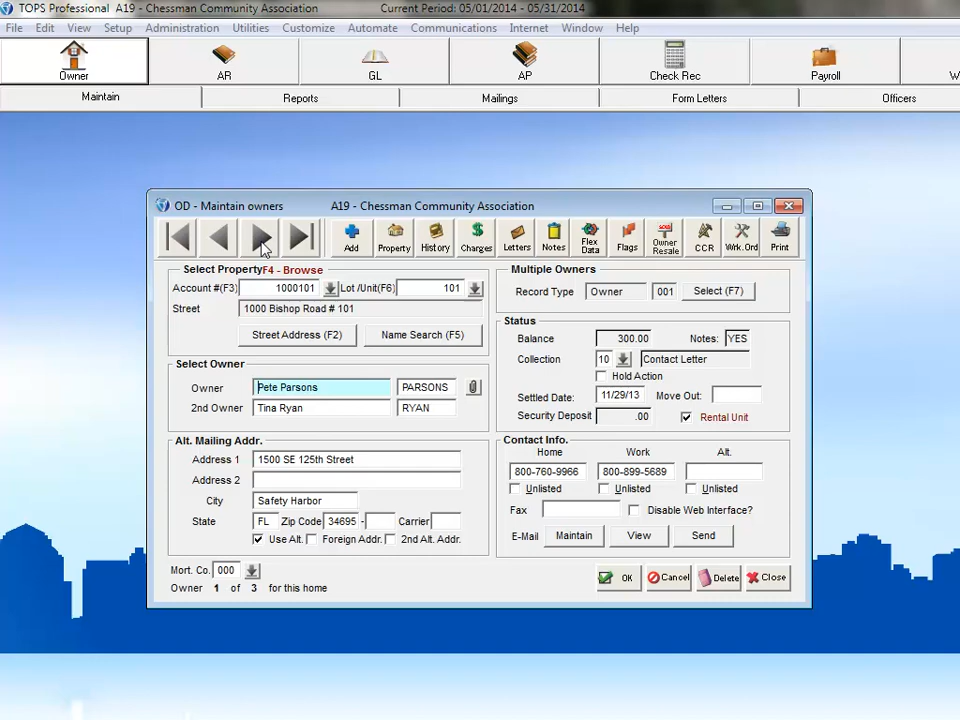 TOPS Professional A19 - Chessman Community Association Current Period: 05/01/2014 - 05/31/2014
File Edit View Setup Administration Utilities Customize Automate Communications Internet Window Help
Owner AR GL AP Check Rec Payroll
Maintain Reports Mailings Form Letters Officers
OD - Maintain owners A19 - Chessman Community Association
Add Property History Charges Letters Notes Flex Data Flags Owner Resale CCR Wrk.Ord Print
Select Property F4 - Browse
Account #(F3) 1000101 Lot /Unit(F6) 101
Street 1000 Bishop Road # 101
Street Address (F2) Name Search (F5)
Select Owner
Owner Pete Parsons PARSONS
2nd Owner Tina Ryan RYAN
Alt. Mailing Addr.
Address 1 1500 SE 125th Street
Address 2
City Safety Harbor
State FL Zip Code 34695 - Carrier
Use Alt. Foreign Addr. 2nd Alt. Addr.
Mort. Co. 000
Owner 1 of 3 for this home
Multiple Owners
Record Type Owner 001 Select (F7)
Status
Balance 300.00 Notes: YES
Collection 10 Contact Letter
Hold Action
Settled Date: 11/29/13 Move Out:
Security Deposit .00 Rental Unit
Contact Info.
Home Work Alt.
800-760-9966 800-899-5689
Unlisted Unlisted Unlisted
Fax Disable Web Interface?
E-Mail Maintain View Send
OK Cancel Delete Close